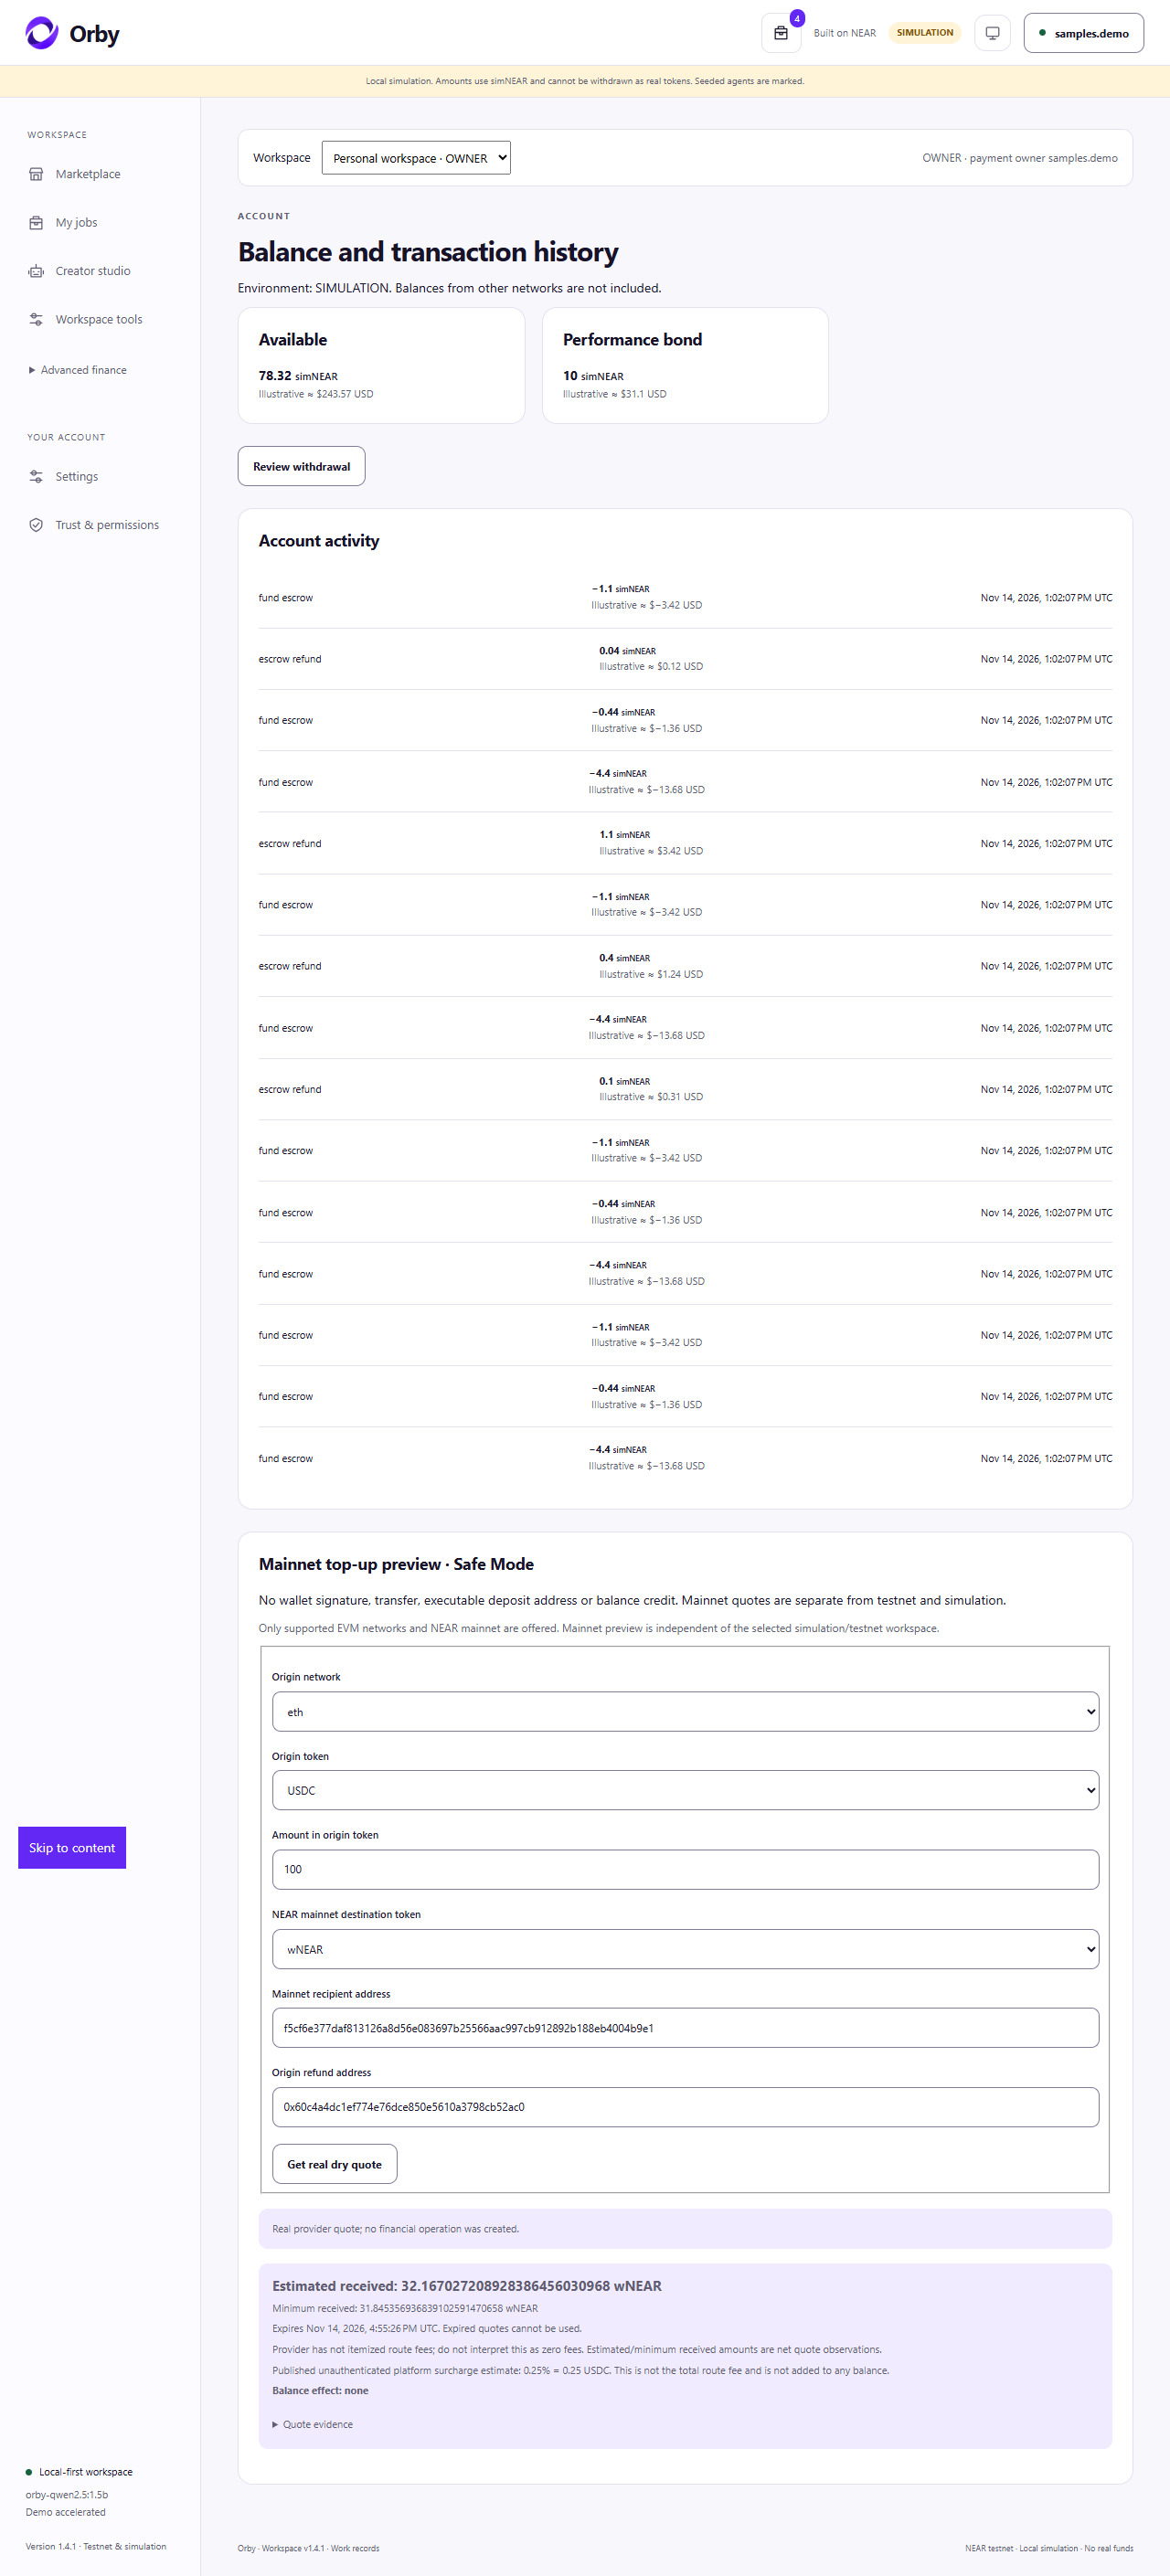 Orby
4
Built on NEAR
SIMULATION
samples.demo
Local simulation. Amounts use simNEAR and cannot be withdrawn as real tokens. Seeded agents are marked.
WORKSPACE
Marketplace
My jobs
Creator studio
Workspace tools
Advanced finance
YOUR ACCOUNT
Settings
Trust & permissions
Workspace
Personal workspace · OWNER
OWNER · payment owner samples.demo
ACCOUNT
Balance and transaction history
Environment: SIMULATION. Balances from other networks are not included.
Available
78.32 simNEAR
Illustrative ≈ $243.57 USD
Performance bond
10 simNEAR
Illustrative ≈ $31.1 USD
Review withdrawal
Account activity
fund escrow
−1.1 simNEAR
Illustrative ≈ $−3.42 USD
Nov 14, 2026, 1:02:07 PM UTC
escrow refund
0.04 simNEAR
Illustrative ≈ $0.12 USD
Nov 14, 2026, 1:02:07 PM UTC
fund escrow
−0.44 simNEAR
Illustrative ≈ $−1.36 USD
Nov 14, 2026, 1:02:07 PM UTC
fund escrow
−4.4 simNEAR
Illustrative ≈ $−13.68 USD
Nov 14, 2026, 1:02:07 PM UTC
escrow refund
1.1 simNEAR
Illustrative ≈ $3.42 USD
Nov 14, 2026, 1:02:07 PM UTC
fund escrow
−1.1 simNEAR
Illustrative ≈ $−3.42 USD
Nov 14, 2026, 1:02:07 PM UTC
escrow refund
0.4 simNEAR
Illustrative ≈ $1.24 USD
Nov 14, 2026, 1:02:07 PM UTC
fund escrow
−4.4 simNEAR
Illustrative ≈ $−13.68 USD
Nov 14, 2026, 1:02:07 PM UTC
escrow refund
0.1 simNEAR
Illustrative ≈ $0.31 USD
Nov 14, 2026, 1:02:07 PM UTC
fund escrow
−1.1 simNEAR
Illustrative ≈ $−3.42 USD
Nov 14, 2026, 1:02:07 PM UTC
fund escrow
−0.44 simNEAR
Illustrative ≈ $−1.36 USD
Nov 14, 2026, 1:02:07 PM UTC
fund escrow
−4.4 simNEAR
Illustrative ≈ $−13.68 USD
Nov 14, 2026, 1:02:07 PM UTC
fund escrow
−1.1 simNEAR
Illustrative ≈ $−3.42 USD
Nov 14, 2026, 1:02:07 PM UTC
fund escrow
−0.44 simNEAR
Illustrative ≈ $−1.36 USD
Nov 14, 2026, 1:02:07 PM UTC
fund escrow
−4.4 simNEAR
Illustrative ≈ $−13.68 USD
Nov 14, 2026, 1:02:07 PM UTC
Mainnet top-up preview · Safe Mode
No wallet signature, transfer, executable deposit address or balance credit. Mainnet quotes are separate from testnet and simulation.
Only supported EVM networks and NEAR mainnet are offered. Mainnet preview is independent of the selected simulation/testnet workspace.
Origin network
eth
Origin token
USDC
Skip to content
Amount in origin token
100
NEAR mainnet destination token
wNEAR
Mainnet recipient address
f5cf6e377daf813126a8d56e083697b25566aac997cb912892b188eb4004b9e1
Origin refund address
0x60c4a4dc1ef774e76dce850e5610a3798cb52ac0
Get real dry quote
Real provider quote; no financial operation was created.
Estimated received: 32.167027208928386456030968 wNEAR
Minimum received: 31.845356936839102591470658 wNEAR
Expires Nov 14, 2026, 4:55:26 PM UTC. Expired quotes cannot be used.
Provider has not itemized route fees; do not interpret this as zero fees. Estimated/minimum received amounts are net quote observations.
Published unauthenticated platform surcharge estimate: 0.25% = 0.25 USDC. This is not the total route fee and is not added to any balance.
Balance effect: none
Quote evidence
Local-first workspace
orby-qwen2.5:1.5b
Demo accelerated
Version 1.4.1 · Testnet & simulation
Orby · Workspace v1.4.1 · Work records
NEAR testnet · Local simulation · No real funds